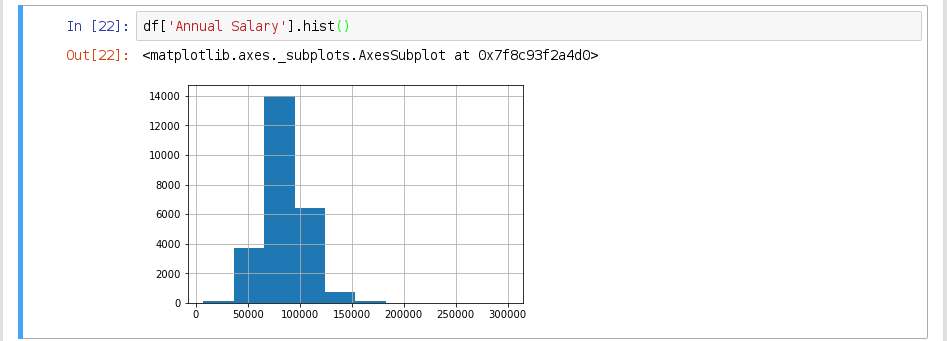 In [22]: df['Annual Salary'].hist()
Out[22]: <matplotlib.axes._subplots.AxesSubplot at 0x7f8c93f2a4d0>
14000
12000
10000
8000
6000
4000
2000
0
0 50000 100000 150000 200000 250000 300000